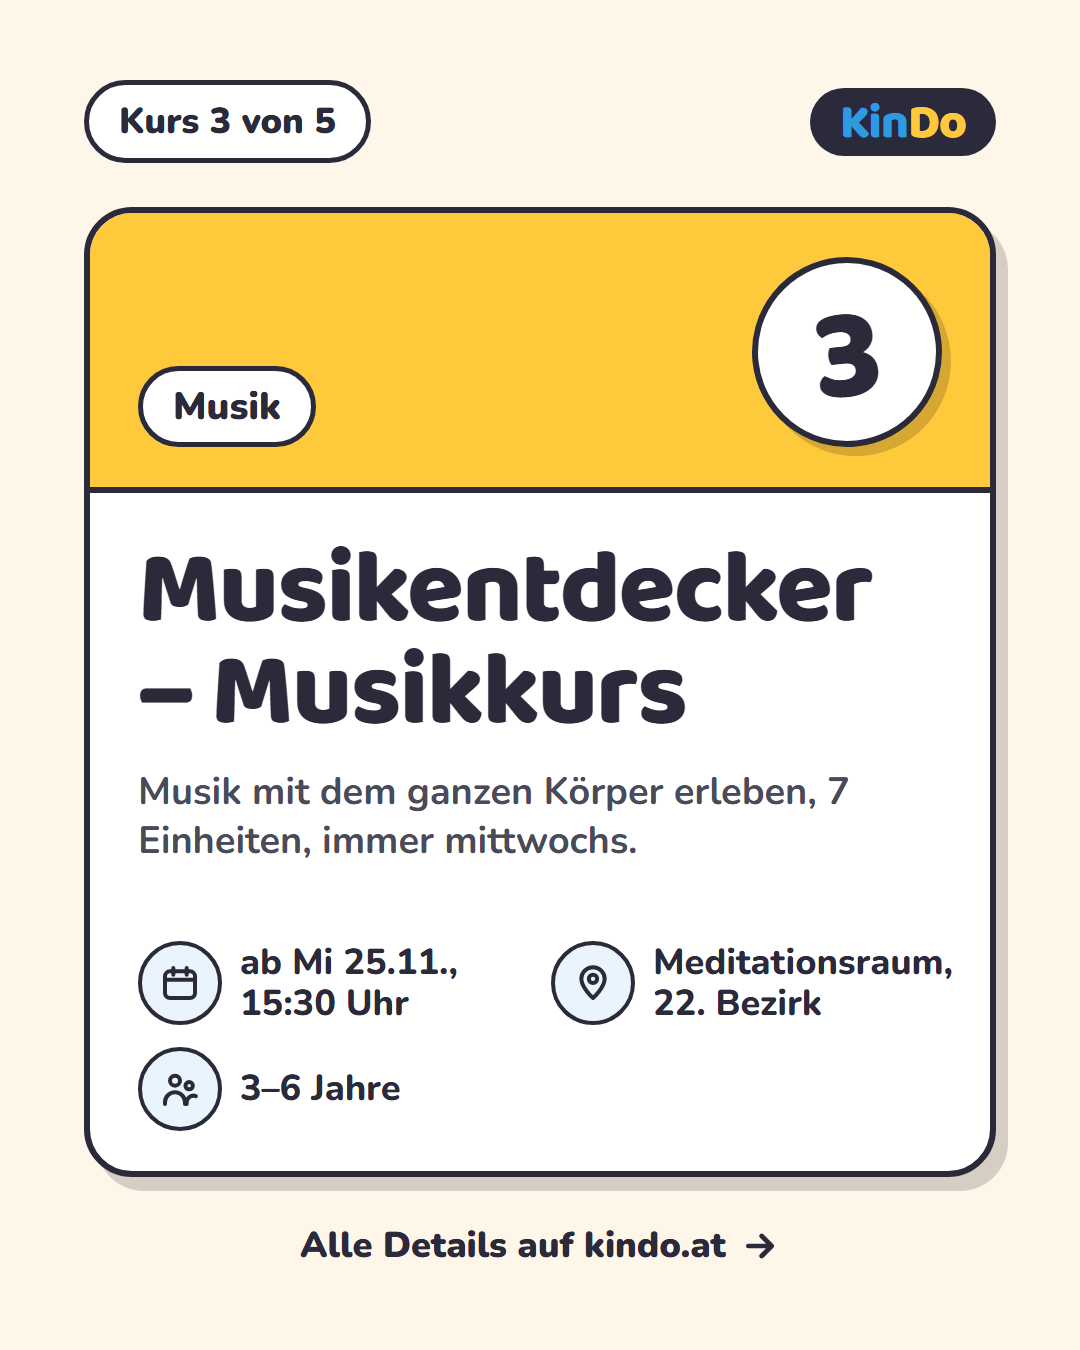 Kurs 3 von 5
KinDo
3
Musik
Musikentdecker
– Musikkurs
Musik mit dem ganzen Körper erleben, 7
Einheiten, immer mittwochs.
ab Mi 25.11.,
15:30 Uhr
Meditationsraum,
22. Bezirk
3–6 Jahre
Alle Details auf kindo.at →